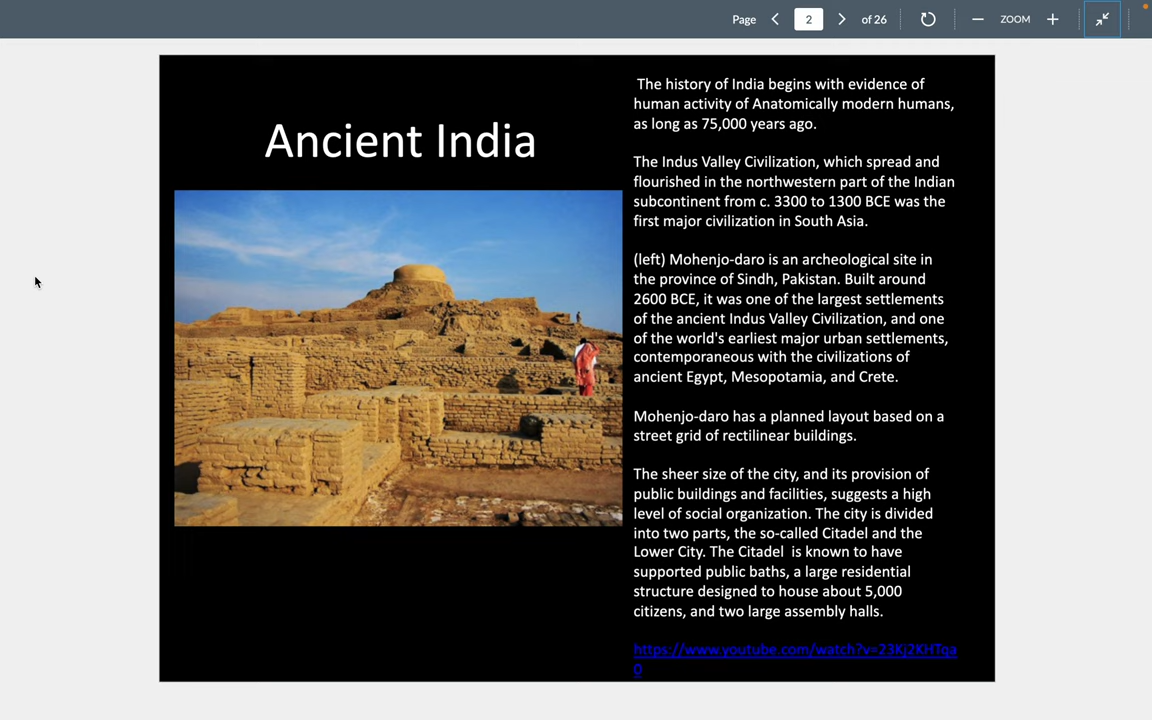 Page
2
of 26
ZOOM
Ancient India
The history of India begins with evidence of
human activity of Anatomically modern humans,
as long as 75,000 years ago.
The Indus Valley Civilization, which spread and
flourished in the northwestern part of the Indian
subcontinent from c. 3300 to 1300 BCE was the
first major civilization in South Asia.
(left) Mohenjo-daro is an archeological site in
the province of Sindh, Pakistan. Built around
2600 BCE, it was one of the largest settlements
of the ancient Indus Valley Civilization, and one
of the world's earliest major urban settlements,
contemporaneous with the civilizations of
ancient Egypt, Mesopotamia, and Crete.
Mohenjo-daro has a planned layout based on a
street grid of rectilinear buildings.
The sheer size of the city, and its provision of
public buildings and facilities, suggests a high
level of social organization. The city is divided
into two parts, the so-called Citadel and the
Lower City. The Citadel  is known to have
supported public baths, a large residential
structure designed to house about 5,000
citizens, and two large assembly halls.
https://www.youtube.com/watch?v=23Kj2KHTqa
0